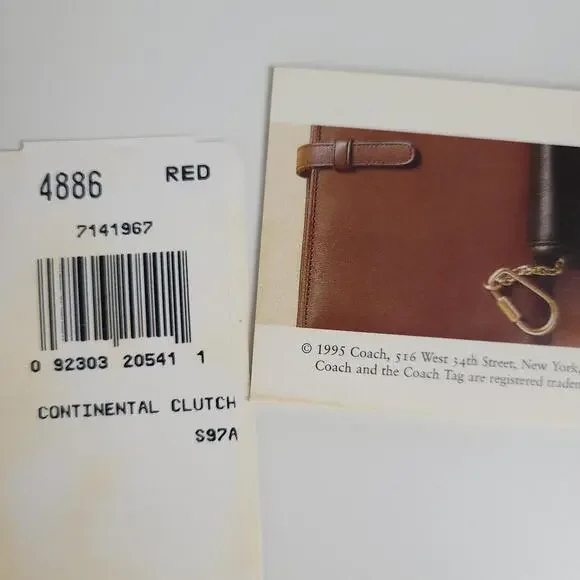 4886 RED
7141967
0 92303 20541 1
CONTINENTAL CLUTCH
S97A
© 1995 Coach, 516 West 34th Street, New York,
Coach and the Coach Tag are registered